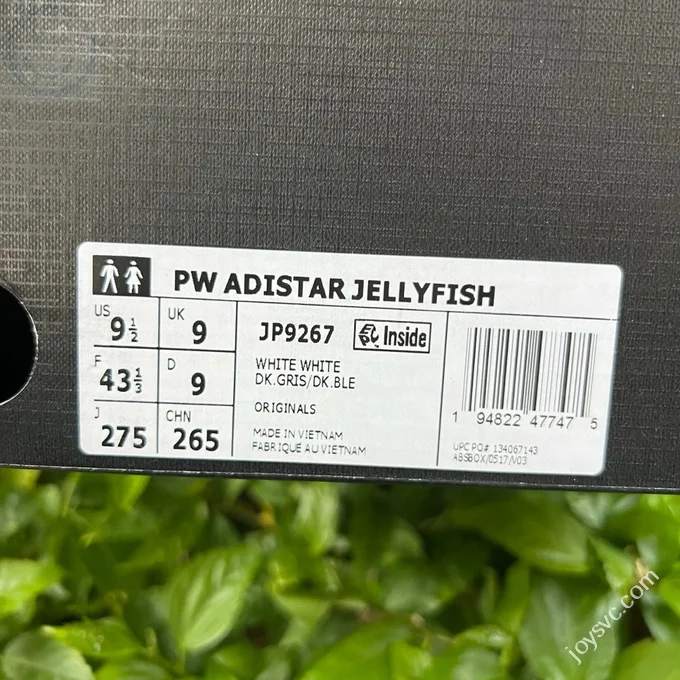 PW ADISTAR JELLYFISH
US 9 1/2 UK 9
F 43 1/3 D 9
J 275 CHN 265
JP9267 Inside
WHITE WHITE
DK.GRIS/DK.BLE
ORIGINALS
MADE IN VIETNAM
FABRIQUE AU VIETNAM
1 94822 47747 5
UPC PO# 134067143
ABSBOX/0517/V03
joysvc.com